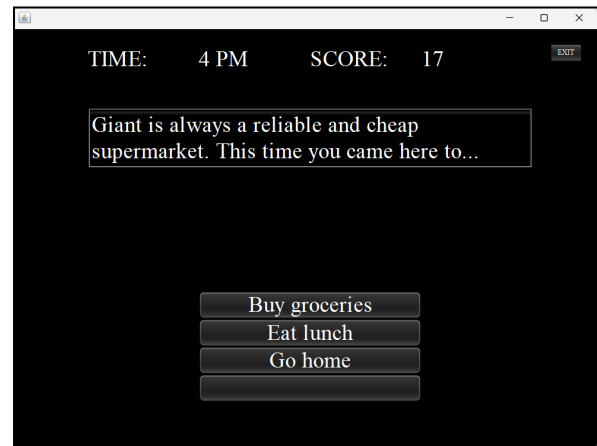 TIME: 4 PM SCORE: 17 EXIT
Giant is always a reliable and cheap
supermarket. This time you came here to...
Buy groceries
Eat lunch
Go home